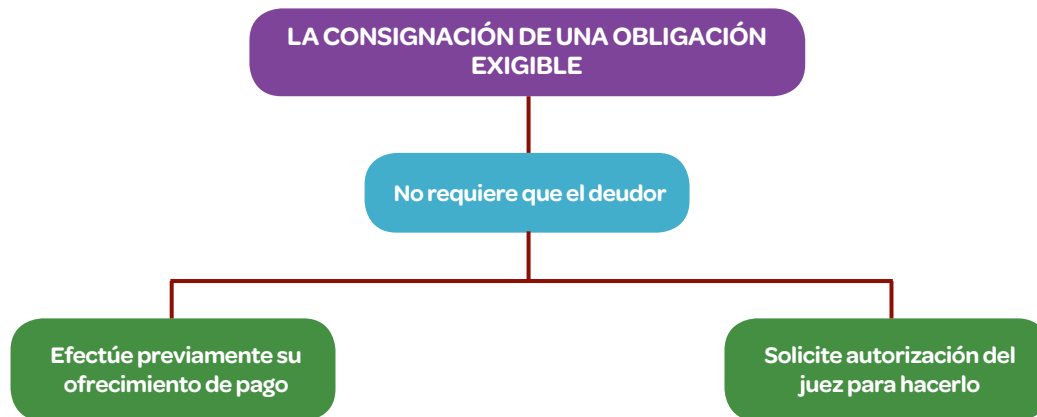 LA CONSIGNACIÓN DE UNA OBLIGACIÓN
EXIGIBLE
No requiere que el deudor
Efectúe previamente su
ofrecimiento de pago
Solicite autorización del
juez para hacerlo